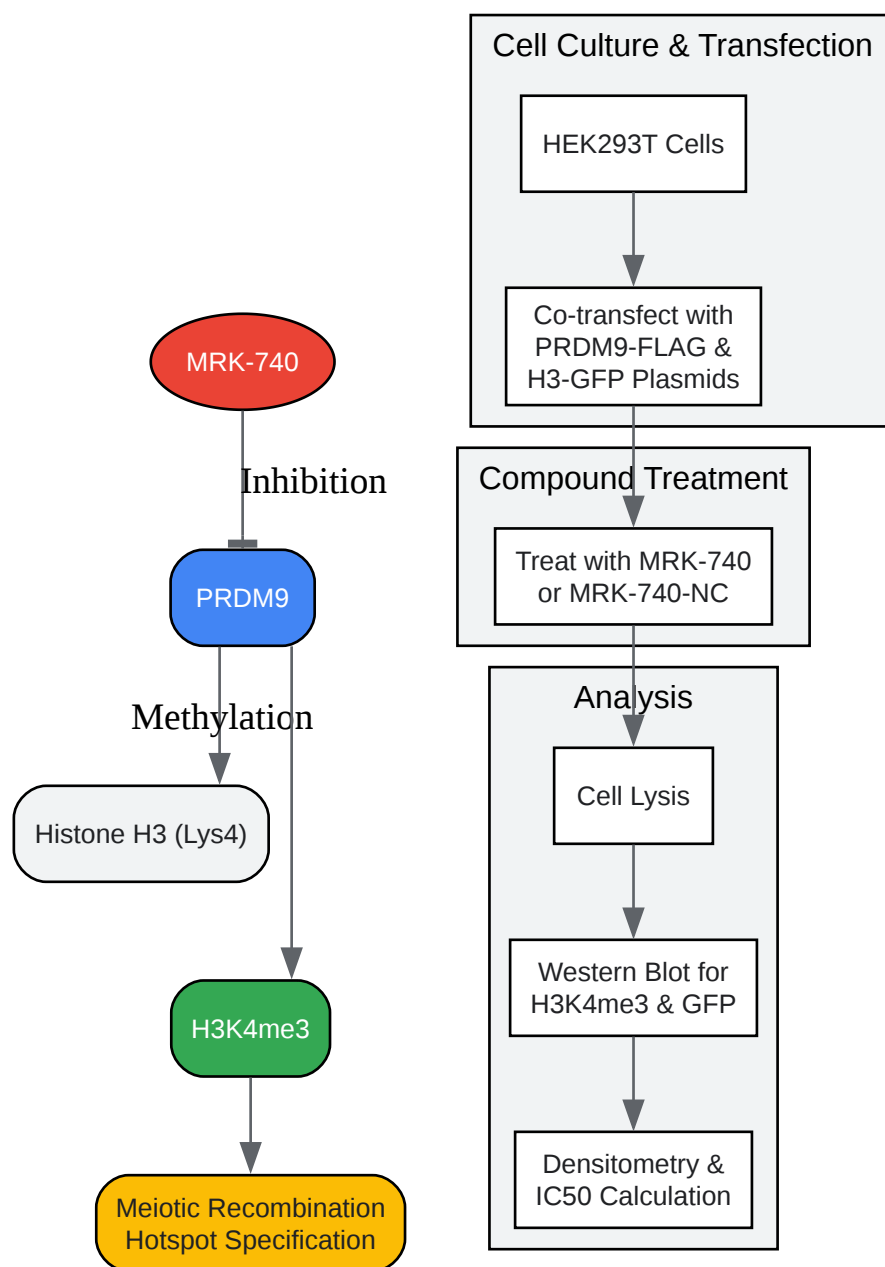 MRK-740
Inhibition
PRDM9
Methylation
Histone H3 (Lys4)
H3K4me3
Meiotic Recombination
Hotspot Specification
Cell Culture & Transfection
HEK293T Cells
Co-transfect with
PRDM9-FLAG &
H3-GFP Plasmids
Compound Treatment
Treat with MRK-740
or MRK-740-NC
Analysis
Cell Lysis
Western Blot for
H3K4me3 & GFP
Densitometry &
IC50 Calculation